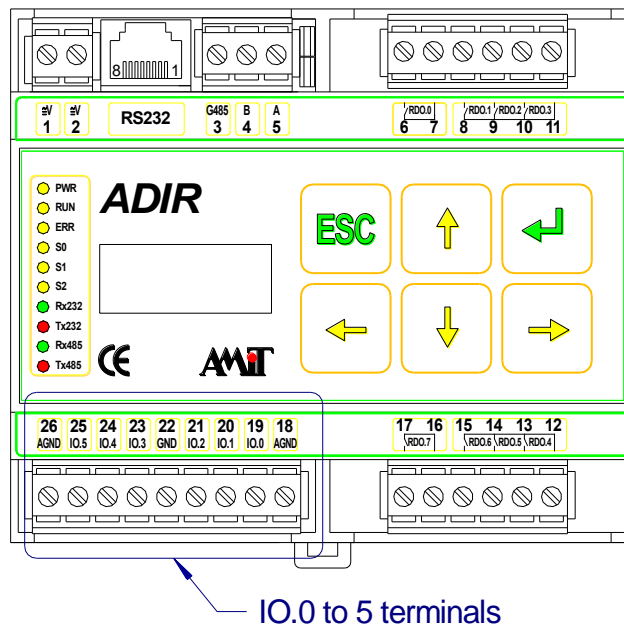 8 1
≅V ≅V RS232 G485 B A RDO.0 RDO.1 RDO.2 RDO.3
1 2 3 4 5 6 7 8 9 10 11
PWR
RUN
ERR
S0
S1
S2
Rx232
Tx232
Rx485
Tx485
ADIR
ESC
CE AMiT
26 25 24 23 22 21 20 19 18 17 16 15 14 13 12
AGND IO.5 IO.4 IO.3 GND IO.2 IO.1 IO.0 AGND RDO.7 RDO.6 RDO.5 RDO.4
IO.0 to 5 terminals